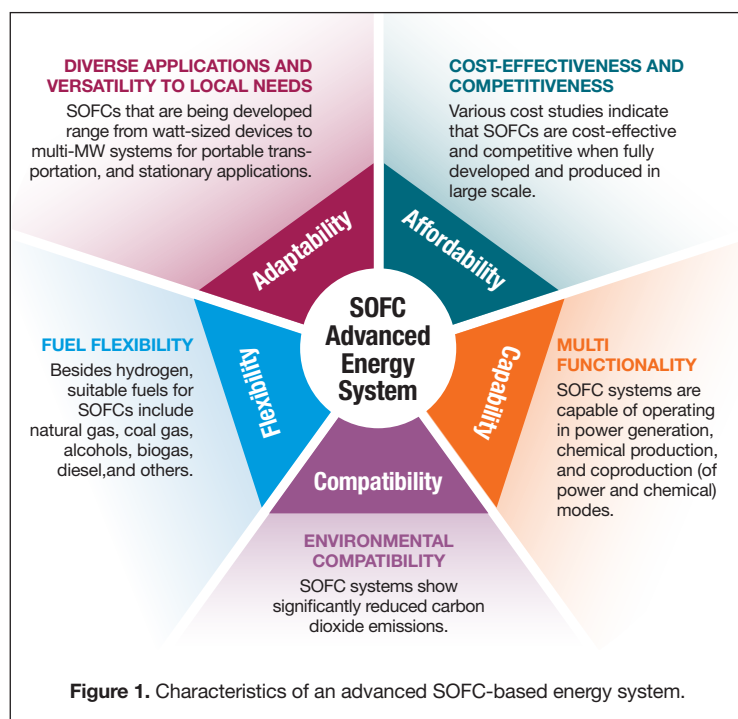 DIVERSE APPLICATIONS AND
VERSATILITY TO LOCAL NEEDS
SOFCs that are being developed
range from watt-sized devices to
multi-MW systems for portable trans-
portation, and stationary applications.
Adaptability
COST-EFFECTIVENESS AND
COMPETITIVENESS
Various cost studies indicate
that SOFCs are cost-effective
and competitive when fully
developed and produced in
large scale.
Affordability
SOFC
Advanced
Energy
System
FUEL FLEXIBILITY
Besides hydrogen,
suitable fuels for
SOFCs include
natural gas, coal gas,
alcohols, biogas,
diesel,and others.
Flexibility
MULTI
FUNCTIONALITY
SOFC systems are
capable of operating
in power generation,
chemical production,
and coproduction (of
power and chemical)
modes.
Capability
Compatibility
ENVIRONMENTAL
COMPATIBILITY
SOFC systems show
significantly reduced carbon
dioxide emissions.
Figure 1. Characteristics of an advanced SOFC-based energy system.